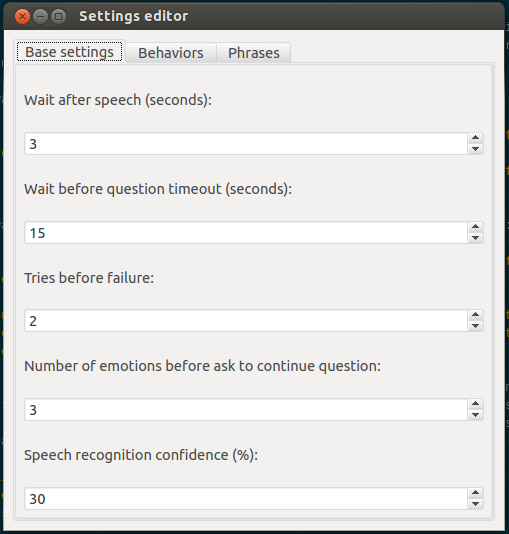 Settings editor
Base settings Behaviors Phrases
Wait after speech (seconds):
3
Wait before question timeout (seconds):
15
Tries before failure:
2
Number of emotions before ask to continue question:
3
Speech recognition confidence (%):
30